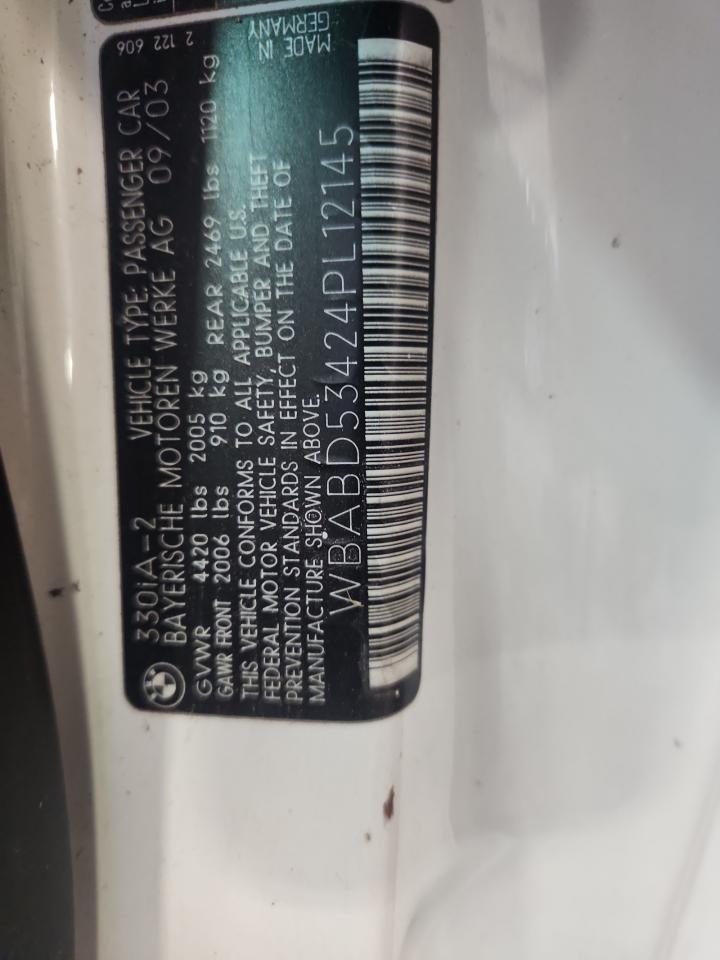 330IA-2 VEHICLE TYPE: PASSENGER CAR 2 122 606
BAYERISCHE MOTOREN WERKE AG 09/03
GVWR 4420 lbs 2005 kg
GAWR FRONT 2006 lbs 910 kg REAR 2469 lbs 1120 kg
THIS VEHICLE CONFORMS TO ALL APPLICABLE U.S.
FEDERAL MOTOR VEHICLE SAFETY, BUMPER AND THEFT
PREVENTION STANDARDS IN EFFECT ON THE DATE OF
MANUFACTURE SHOWN ABOVE.
MADE IN
GERMANY
WBABD53424PL12145